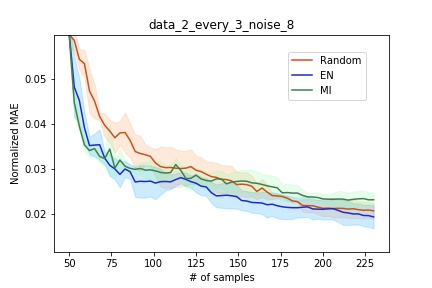 data_2_every_3_noise_8
Normalized MAE
0.05
0.04
0.03
0.02
Random
EN
MI
50
75
100
125
150
175
200
225
# of samples